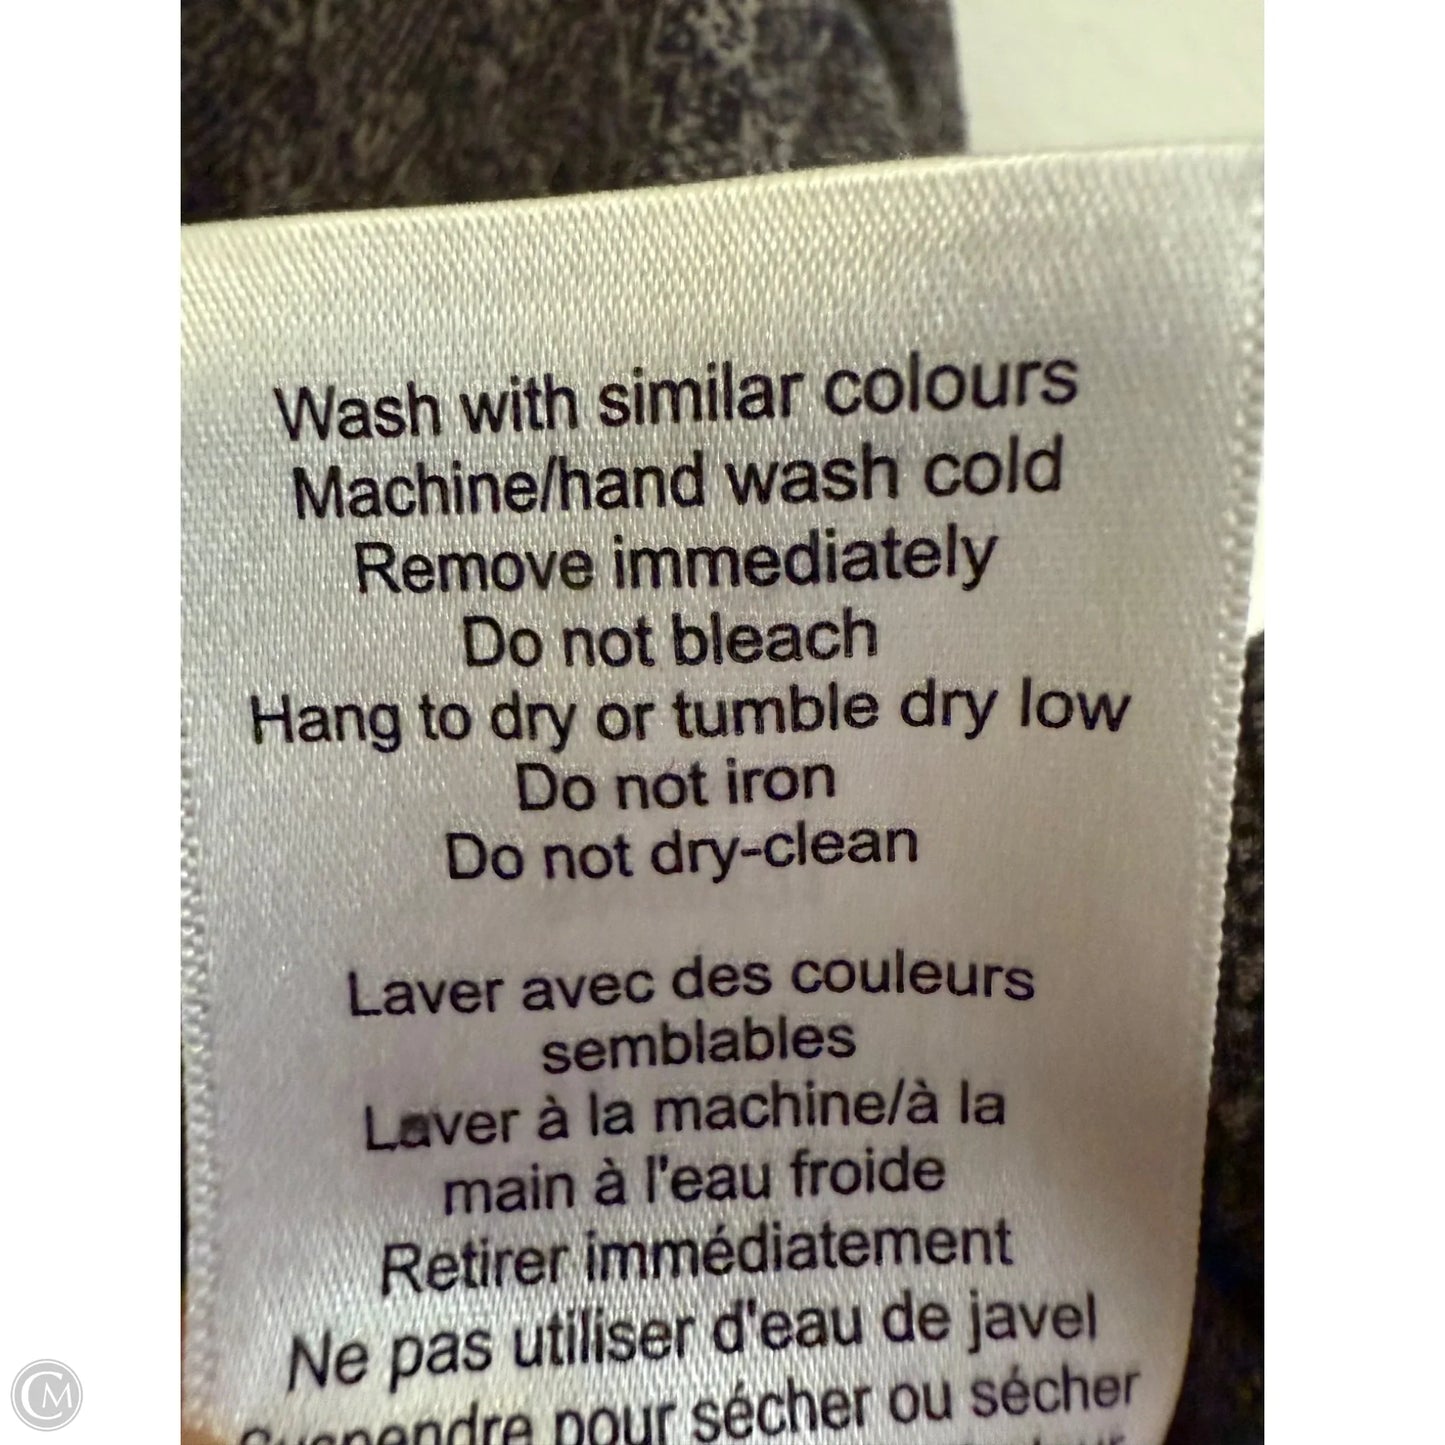 Wash with similar colours
Machine/hand wash cold
Remove immediately
Do not bleach
Hang to dry or tumble dry low
Do not iron
Do not dry-clean
Laver avec des couleurs
semblables
Laver à la machine/à la
main à l'eau froide
Retirer immédiatement
Ne pas utiliser d'eau de javel
Suspendre pour sécher ou sécher
CM